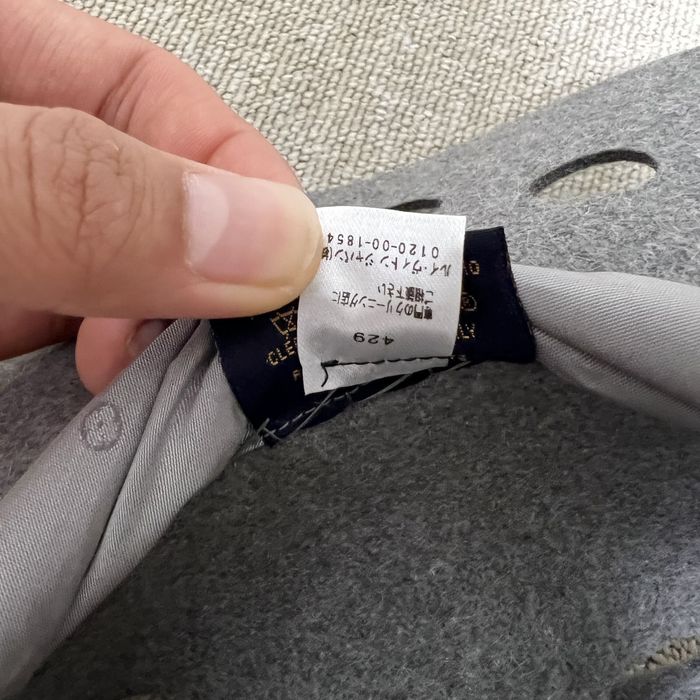 429
専門のクリーニング店に
ご相談下さい
ルイ・ヴィトン ジャパン(株
0120-00-1854